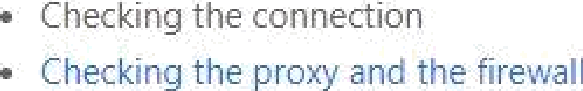 • Checking the connection
• Checking the proxy and the firewall